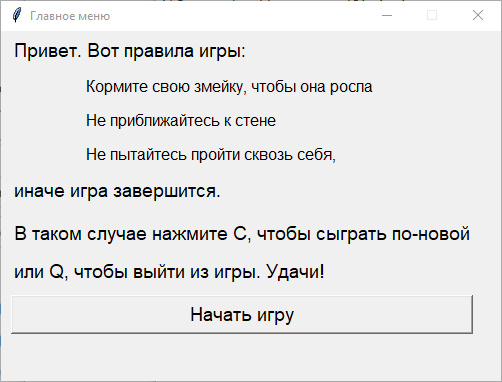 Главное меню
Привет. Вот правила игры:
Кормите свою змейку, чтобы она росла
Не приближайтесь к стене
Не пытайтесь пройти сквозь себя,
иначе игра завершится.
В таком случае нажмите C, чтобы сыграть по-новой
или Q, чтобы выйти из игры. Удачи!
Начать игру